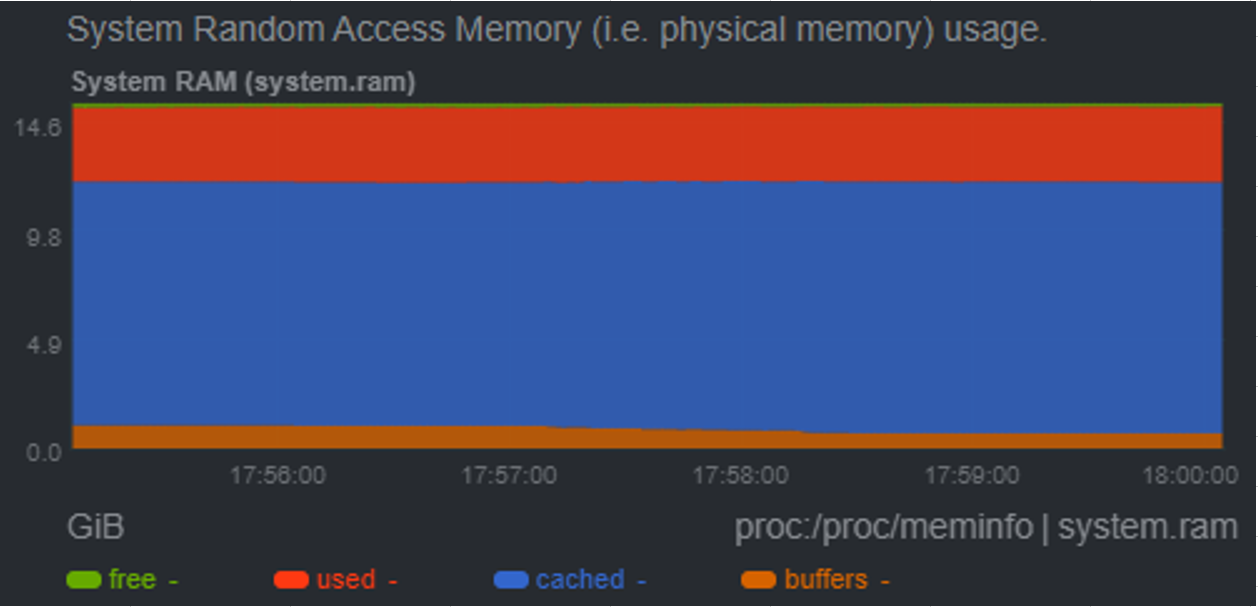 System Random Access Memory (i.e. physical memory) usage.
System RAM (system.ram)
14.6
9.8
4.9
0.0
17:56:00 17:57:00 17:58:00 17:59:00 18:00:00
GiB proc:/proc/meminfo | system.ram
free - used - cached - buffers -